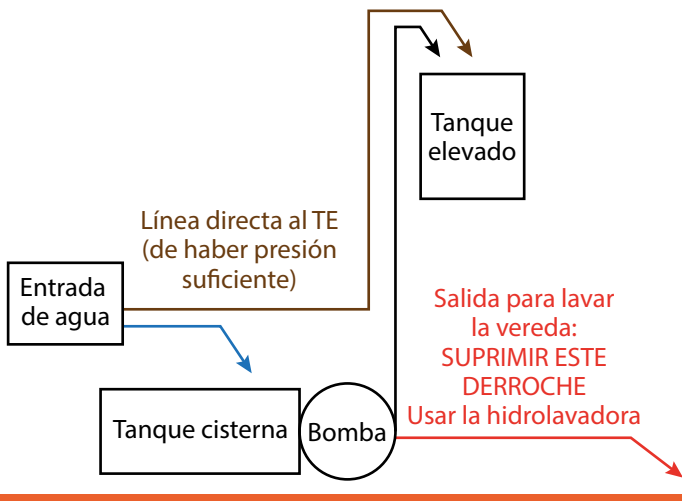 Tanque
elevado
Línea directa al TE
(de haber presión
suficiente)
Entrada
de agua
Salida para lavar
la vereda:
SUPRIMIR ESTE
DERROCHE
Usar la hidrolavadora
Tanque cisterna
Bomba